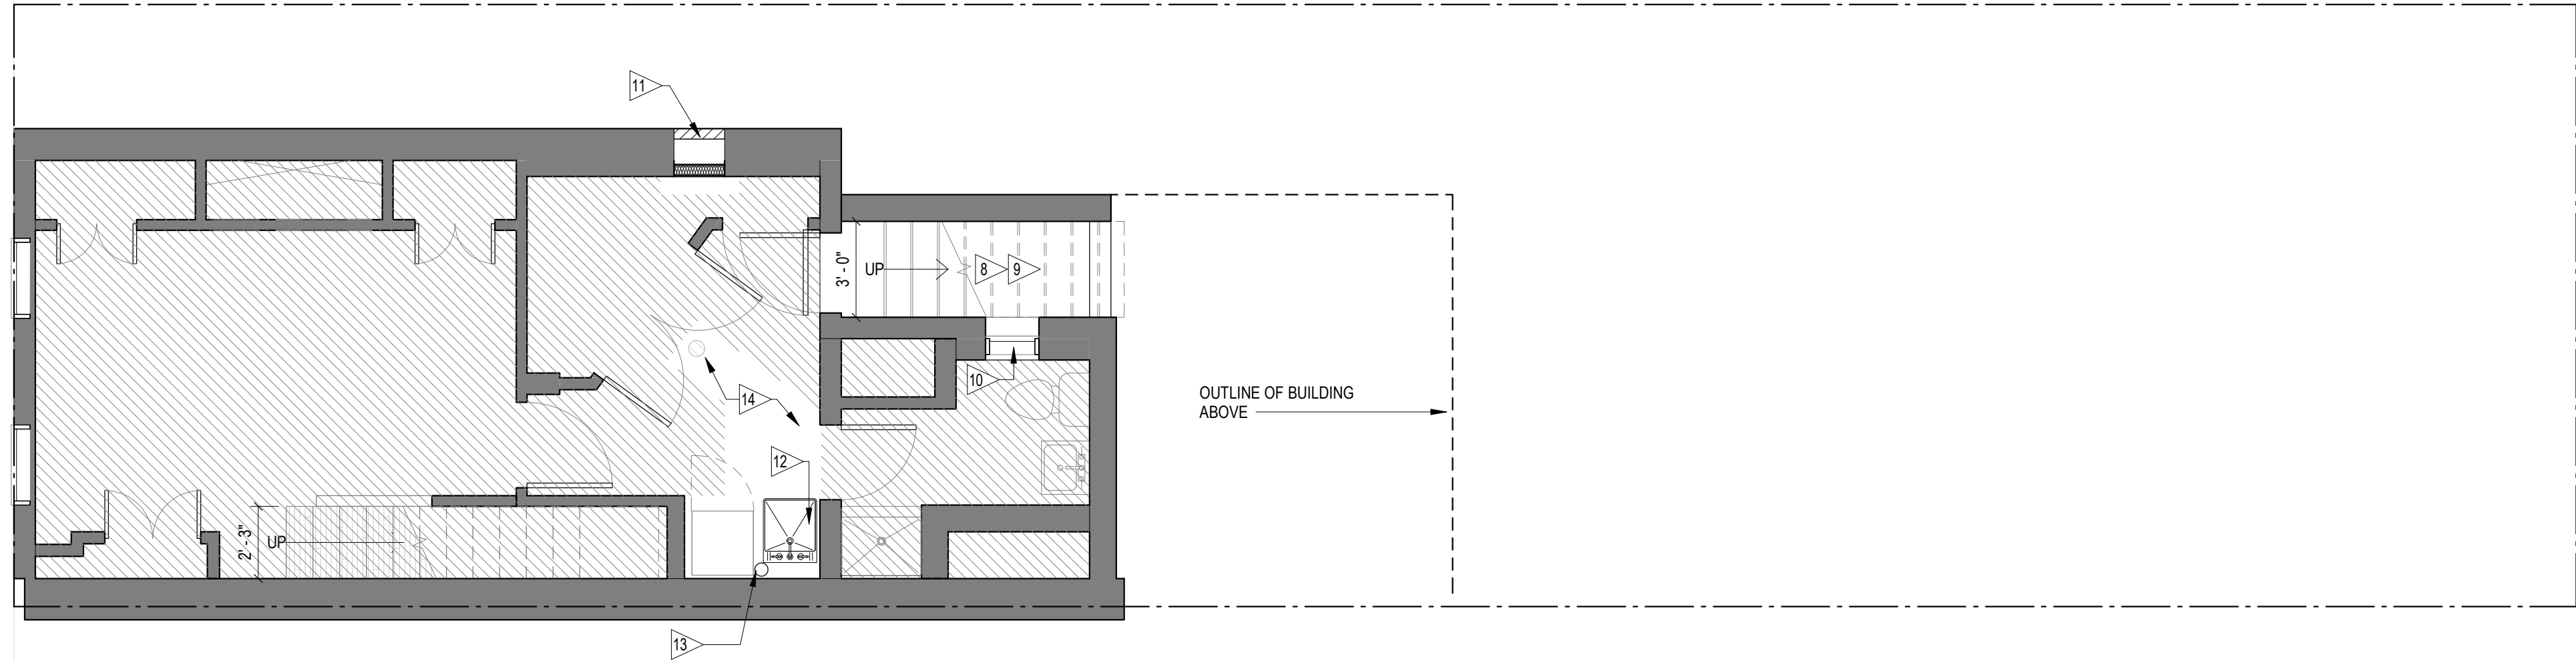 11
3' - 0"
UP
8
9
10
14
OUTLINE OF BUILDING
ABOVE
12
2' - 3"
UP
13